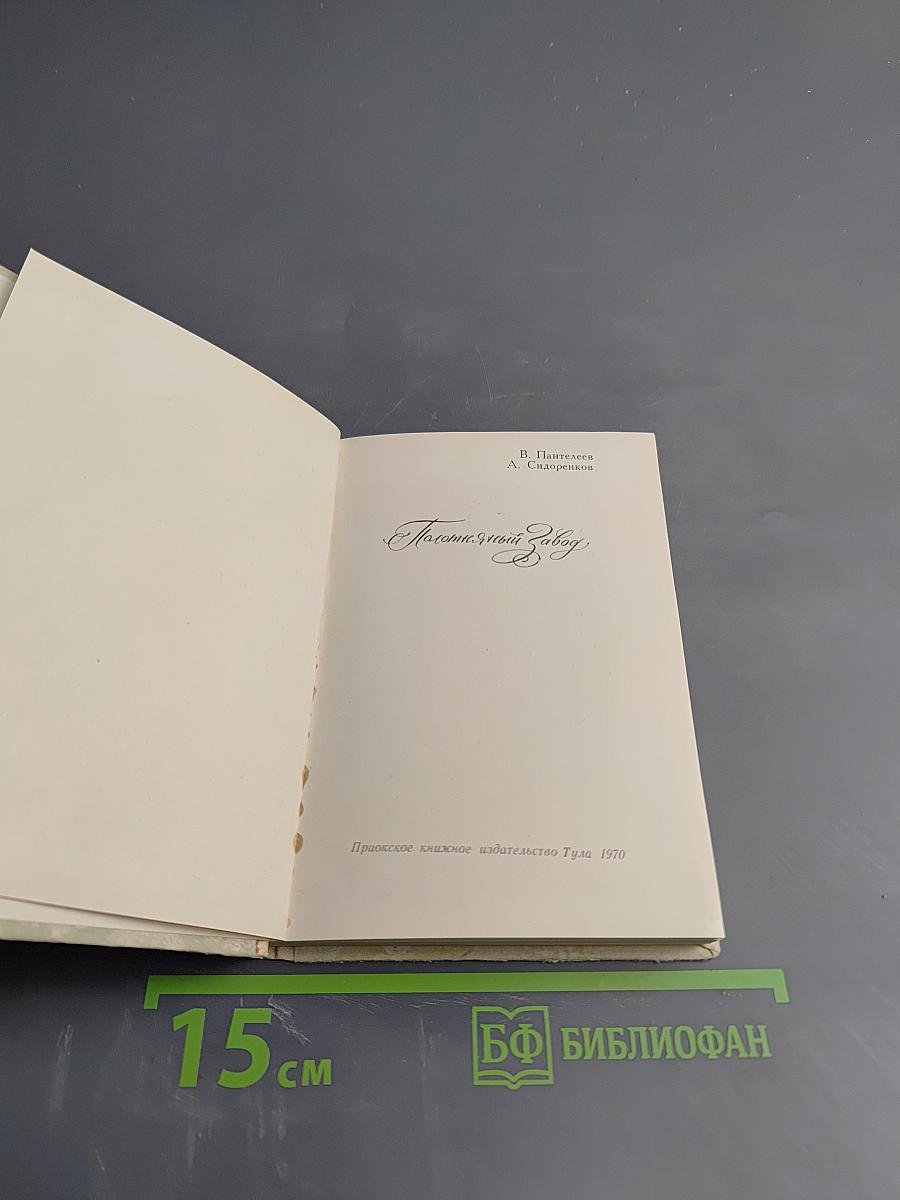 В. Пантелеев
А. Сидоренков
Полотняный Завод
Приокское книжное издательство Тула 1970
15 см
БФ БИБЛИОФАН